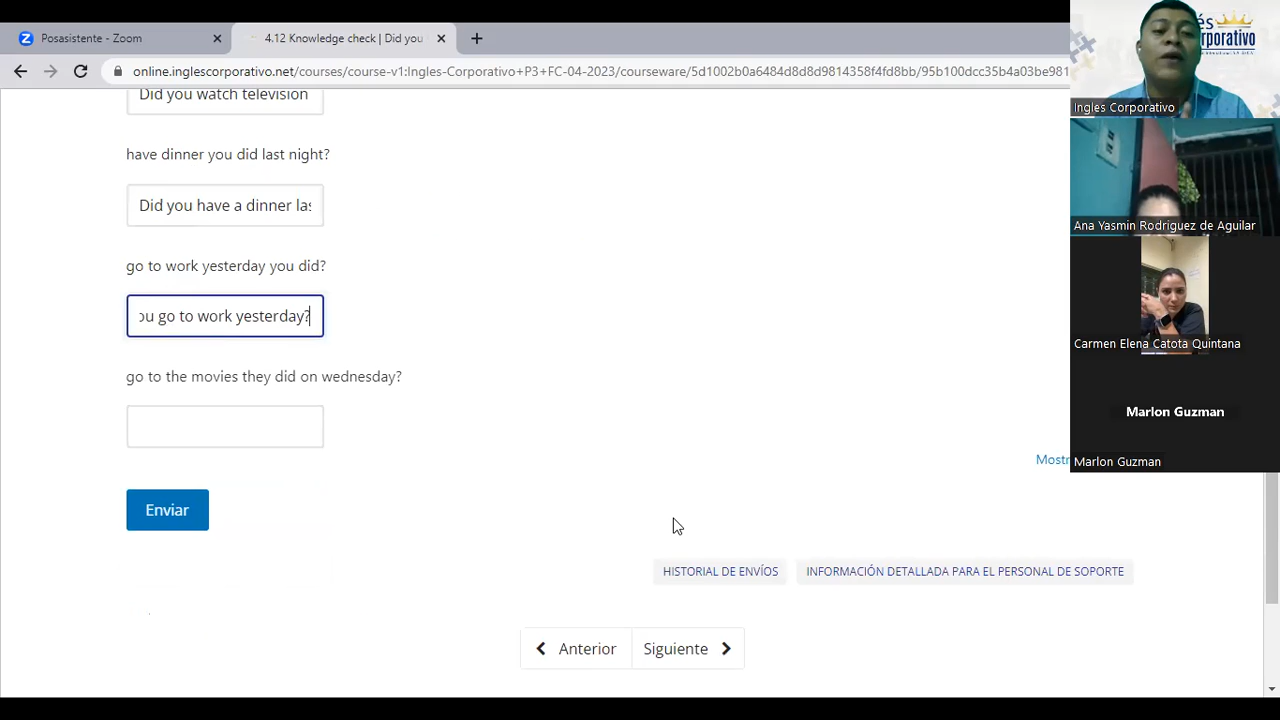 Posasistente - Zoom
4.12 Knowledge check | Did you
online.inglescorporativo.net/courses/course-v1:Ingles-Corporativo+P3+FC-04-2023/courseware/5d1002b0a6484d8d8d9814358f4fd8bb/95b100dcc35b4a03be981
Did you watch television
have dinner you did last night?
Did you have a dinner las
go to work yesterday you did?
ou go to work yesterday?
go to the movies they did on wednesday?
Mostr
Enviar
HISTORIAL DE ENVÍOS
INFORMACIÓN DETALLADA PARA EL PERSONAL DE SOPORTE
Anterior
Siguiente
és
rporativo
Ingles Corporativo
Ana Yasmin Rodriguez de Aguilar
Carmen Elena Catota Quintana
Marlon Guzman
Marlon Guzman